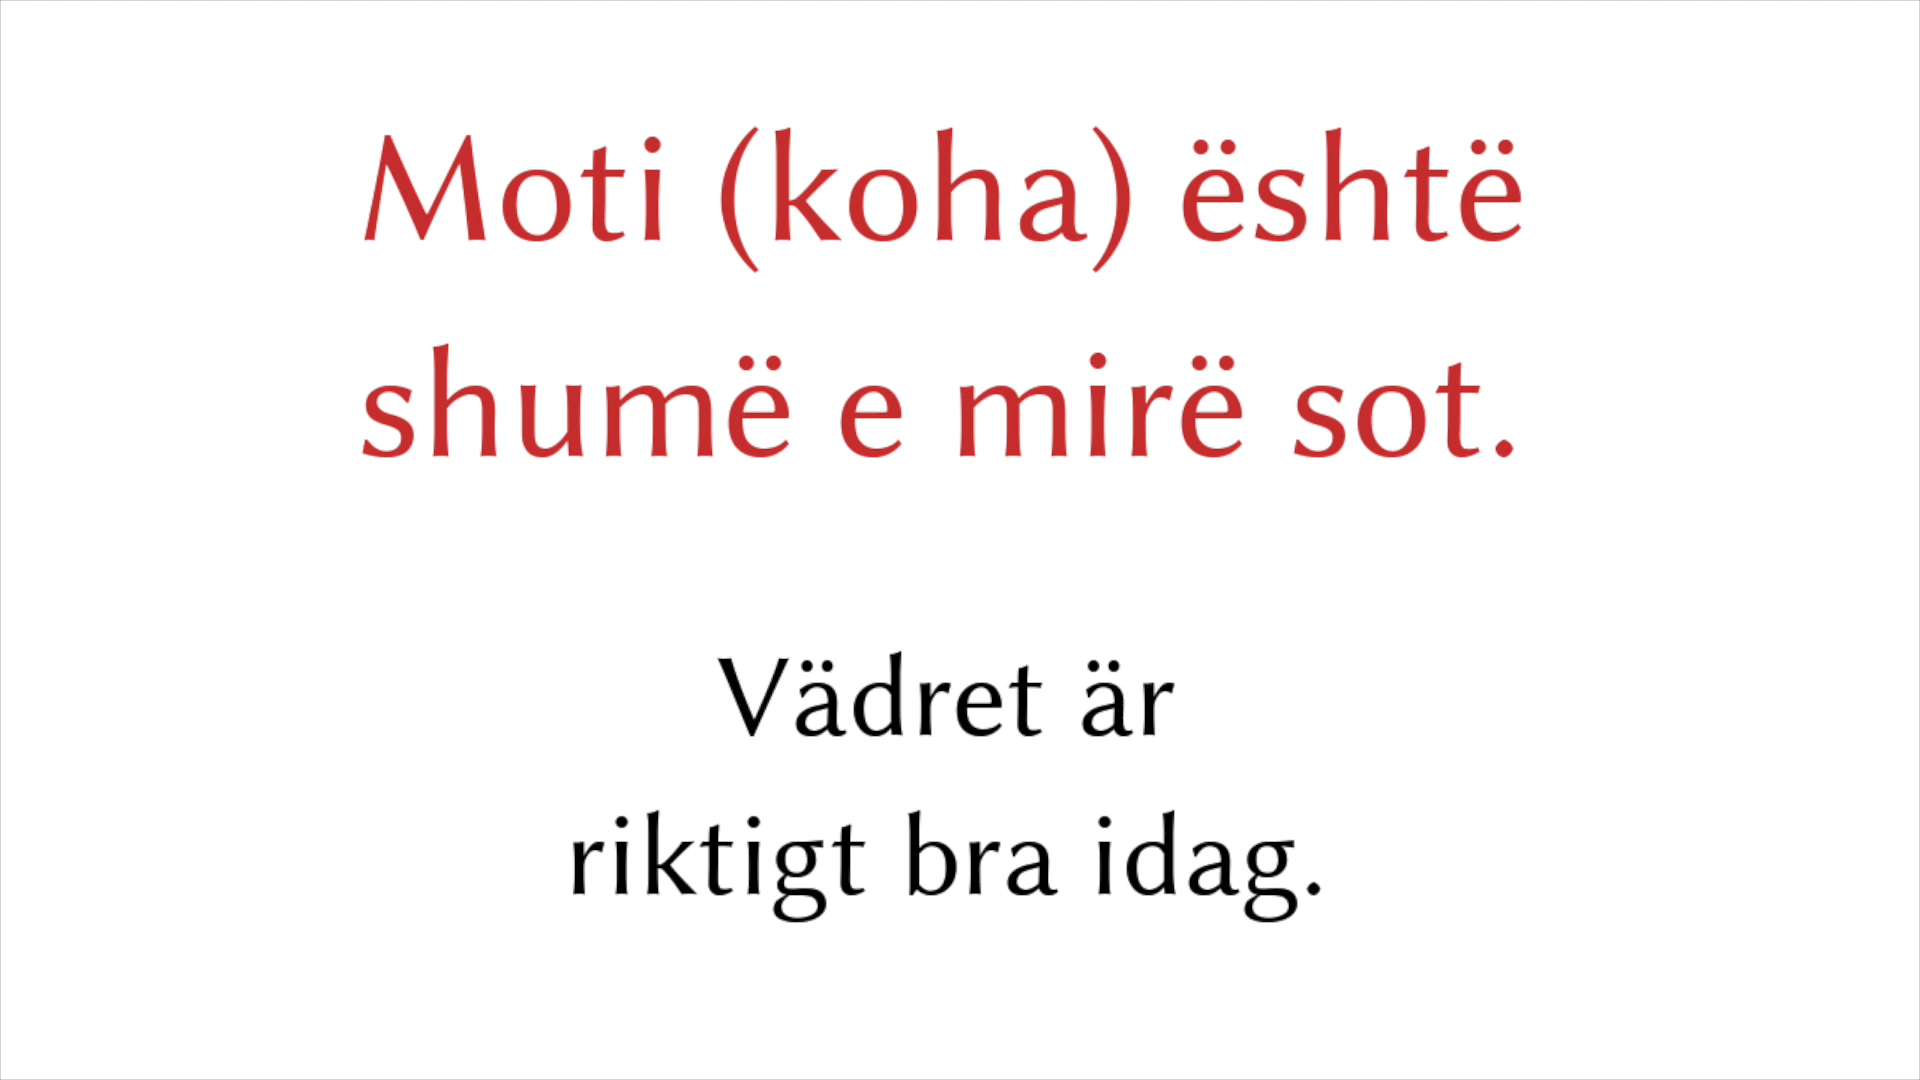 Moti (koha) është
shumë e mirë sot.
Vädret är
riktigt bra idag.